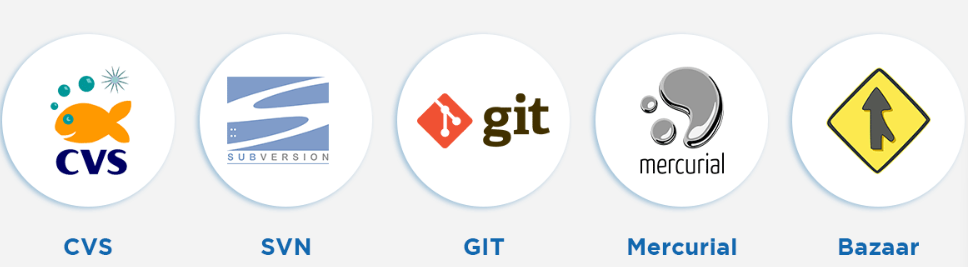 CVS
SUBVERSION
git
mercurial
CVS
SVN
GIT
Mercurial
Bazaar